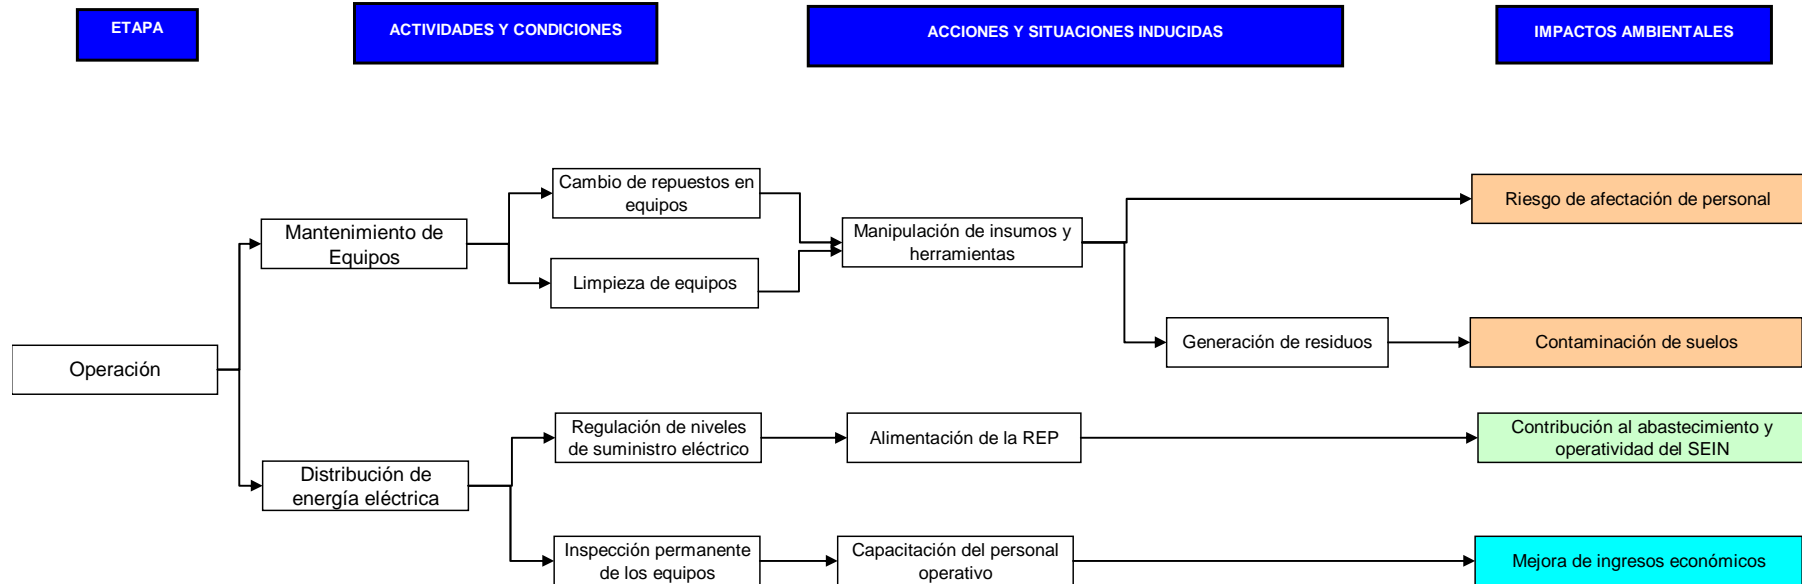 ETAPA
ACTIVIDADES Y CONDICIONES
ACCIONES Y SITUACIONES INDUCIDAS
IMPACTOS AMBIENTALES
Cambio de repuestos en
equipos
Riesgo de afectación de personal
Mantenimiento de
Equipos
Manipulación de insumos y
herramientas
Limpieza de equipos
Generación de residuos
Contaminación de suelos
Operación
Regulación de niveles
de suministro eléctrico
Alimentación de la REP
Contribución al abastecimiento y
operatividad del SEIN
Distribución de
energía eléctrica
Inspección permanente
de los equipos
Capacitación del personal
operativo
Mejora de ingresos económicos